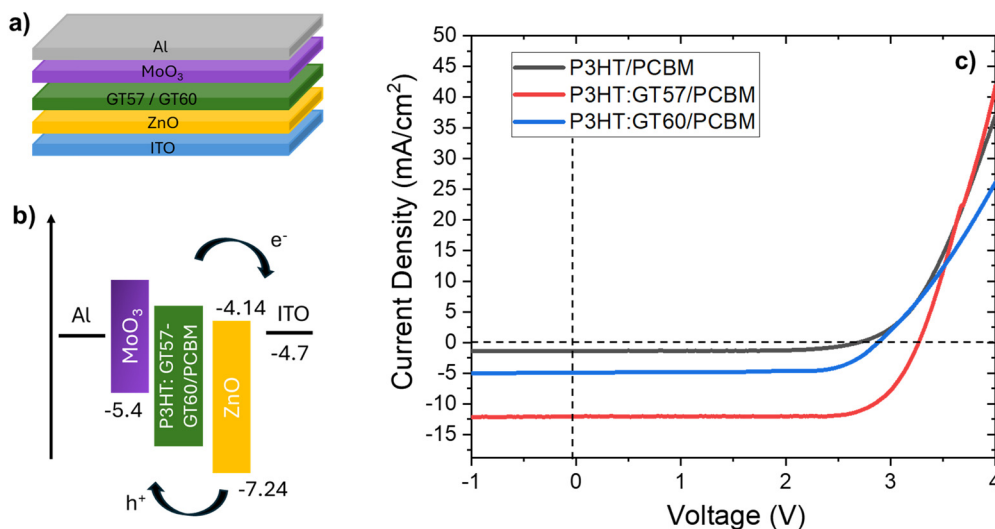 a)
Al
MoO₃
GT57 / GT60
ZnO
ITO
b)
e⁻
Al
MoO₃
-5.4
P3HT: GT57-
GT60/PCBM
-4.14
ZnO
-7.24
ITO
-4.7
h⁺
c)
P3HT/PCBM
P3HT:GT57/PCBM
P3HT:GT60/PCBM
Current Density (mA/cm²)
50
45
40
35
30
25
20
15
10
5
0
-5
-10
-15
-1
0
1
2
3
4
Voltage (V)